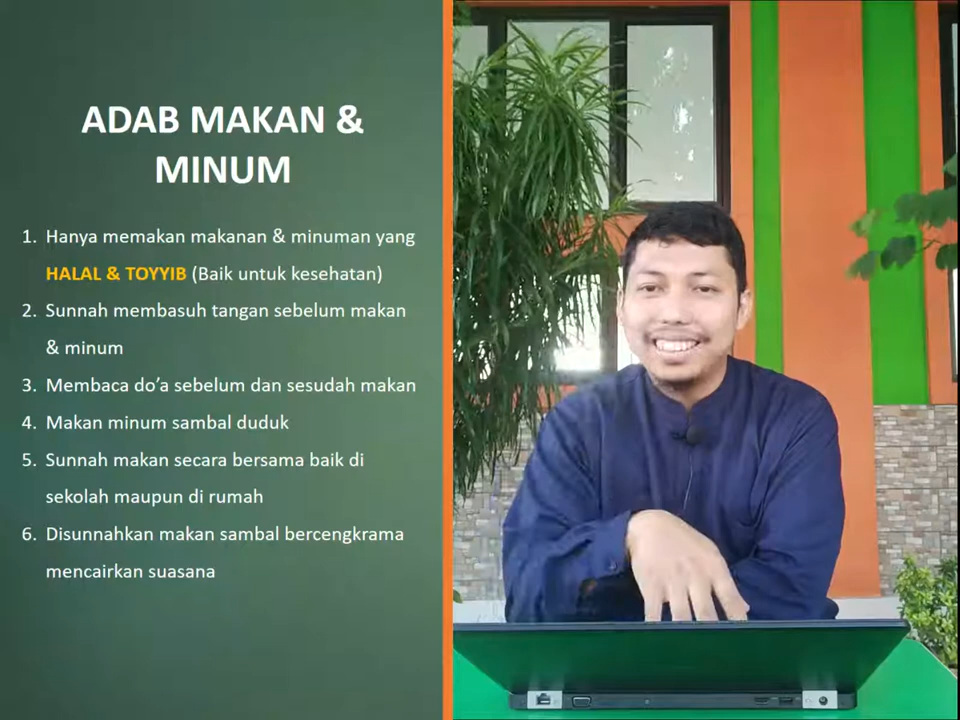 ADAB MAKAN &
MINUM
1. Hanya memakan makanan & minuman yang
HALAL & TOYYIB (Baik untuk kesehatan)
2. Sunnah membasuh tangan sebelum makan
& minum
3. Membaca do'a sebelum dan sesudah makan
4. Makan minum sambal duduk
5. Sunnah makan secara bersama baik di
sekolah maupun di rumah
6. Disunnahkan makan sambal bercengkrama
mencairkan suasana